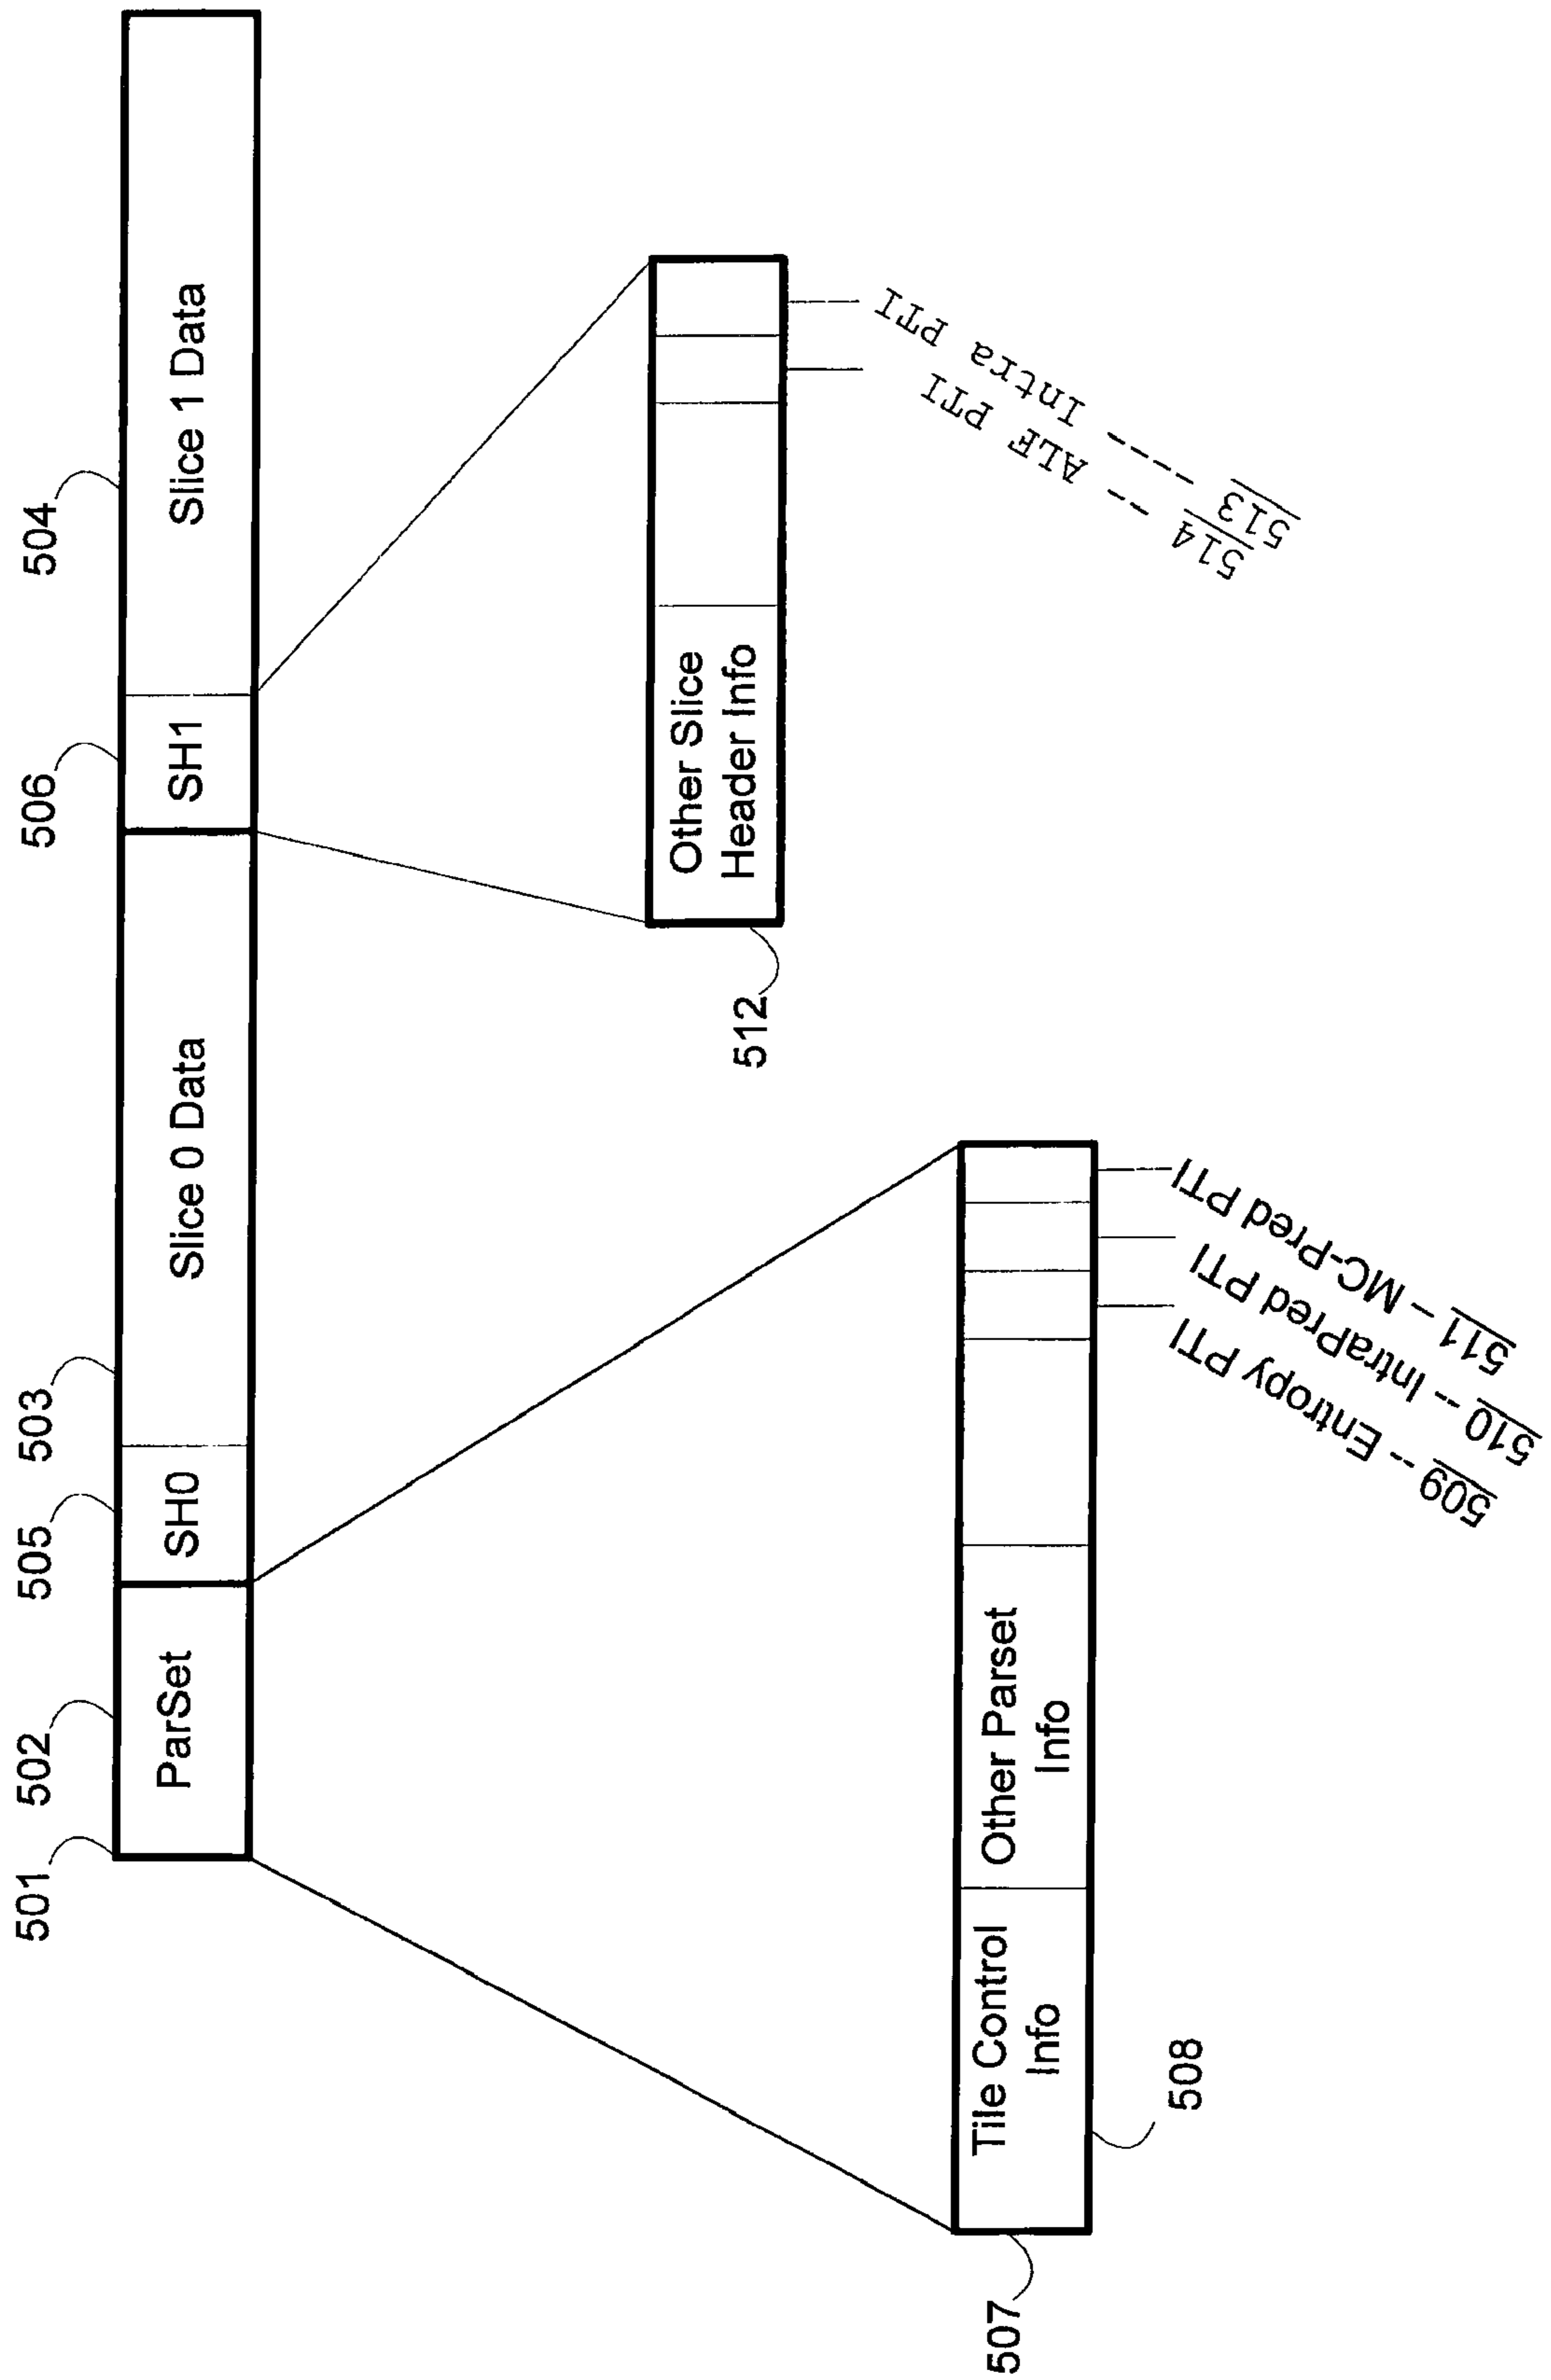 501
502
505
503
506
504
ParSet
SH0
Slice 0 Data
SH1
Slice 1 Data
512
Other Slice
Header Info
514 -- ALF PTI
513 ---- Intra PTI
507
508
Tile Control
Info
Other Parset
Info
509 -- Entropy PTI
510 -- IntraPred PTI
511 -- MC-Pred PTI